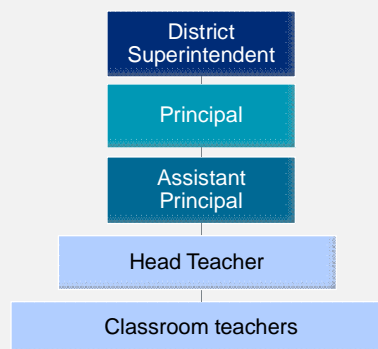 District
Superintendent
Principal
Assistant
Principal
Head Teacher
Classroom teachers